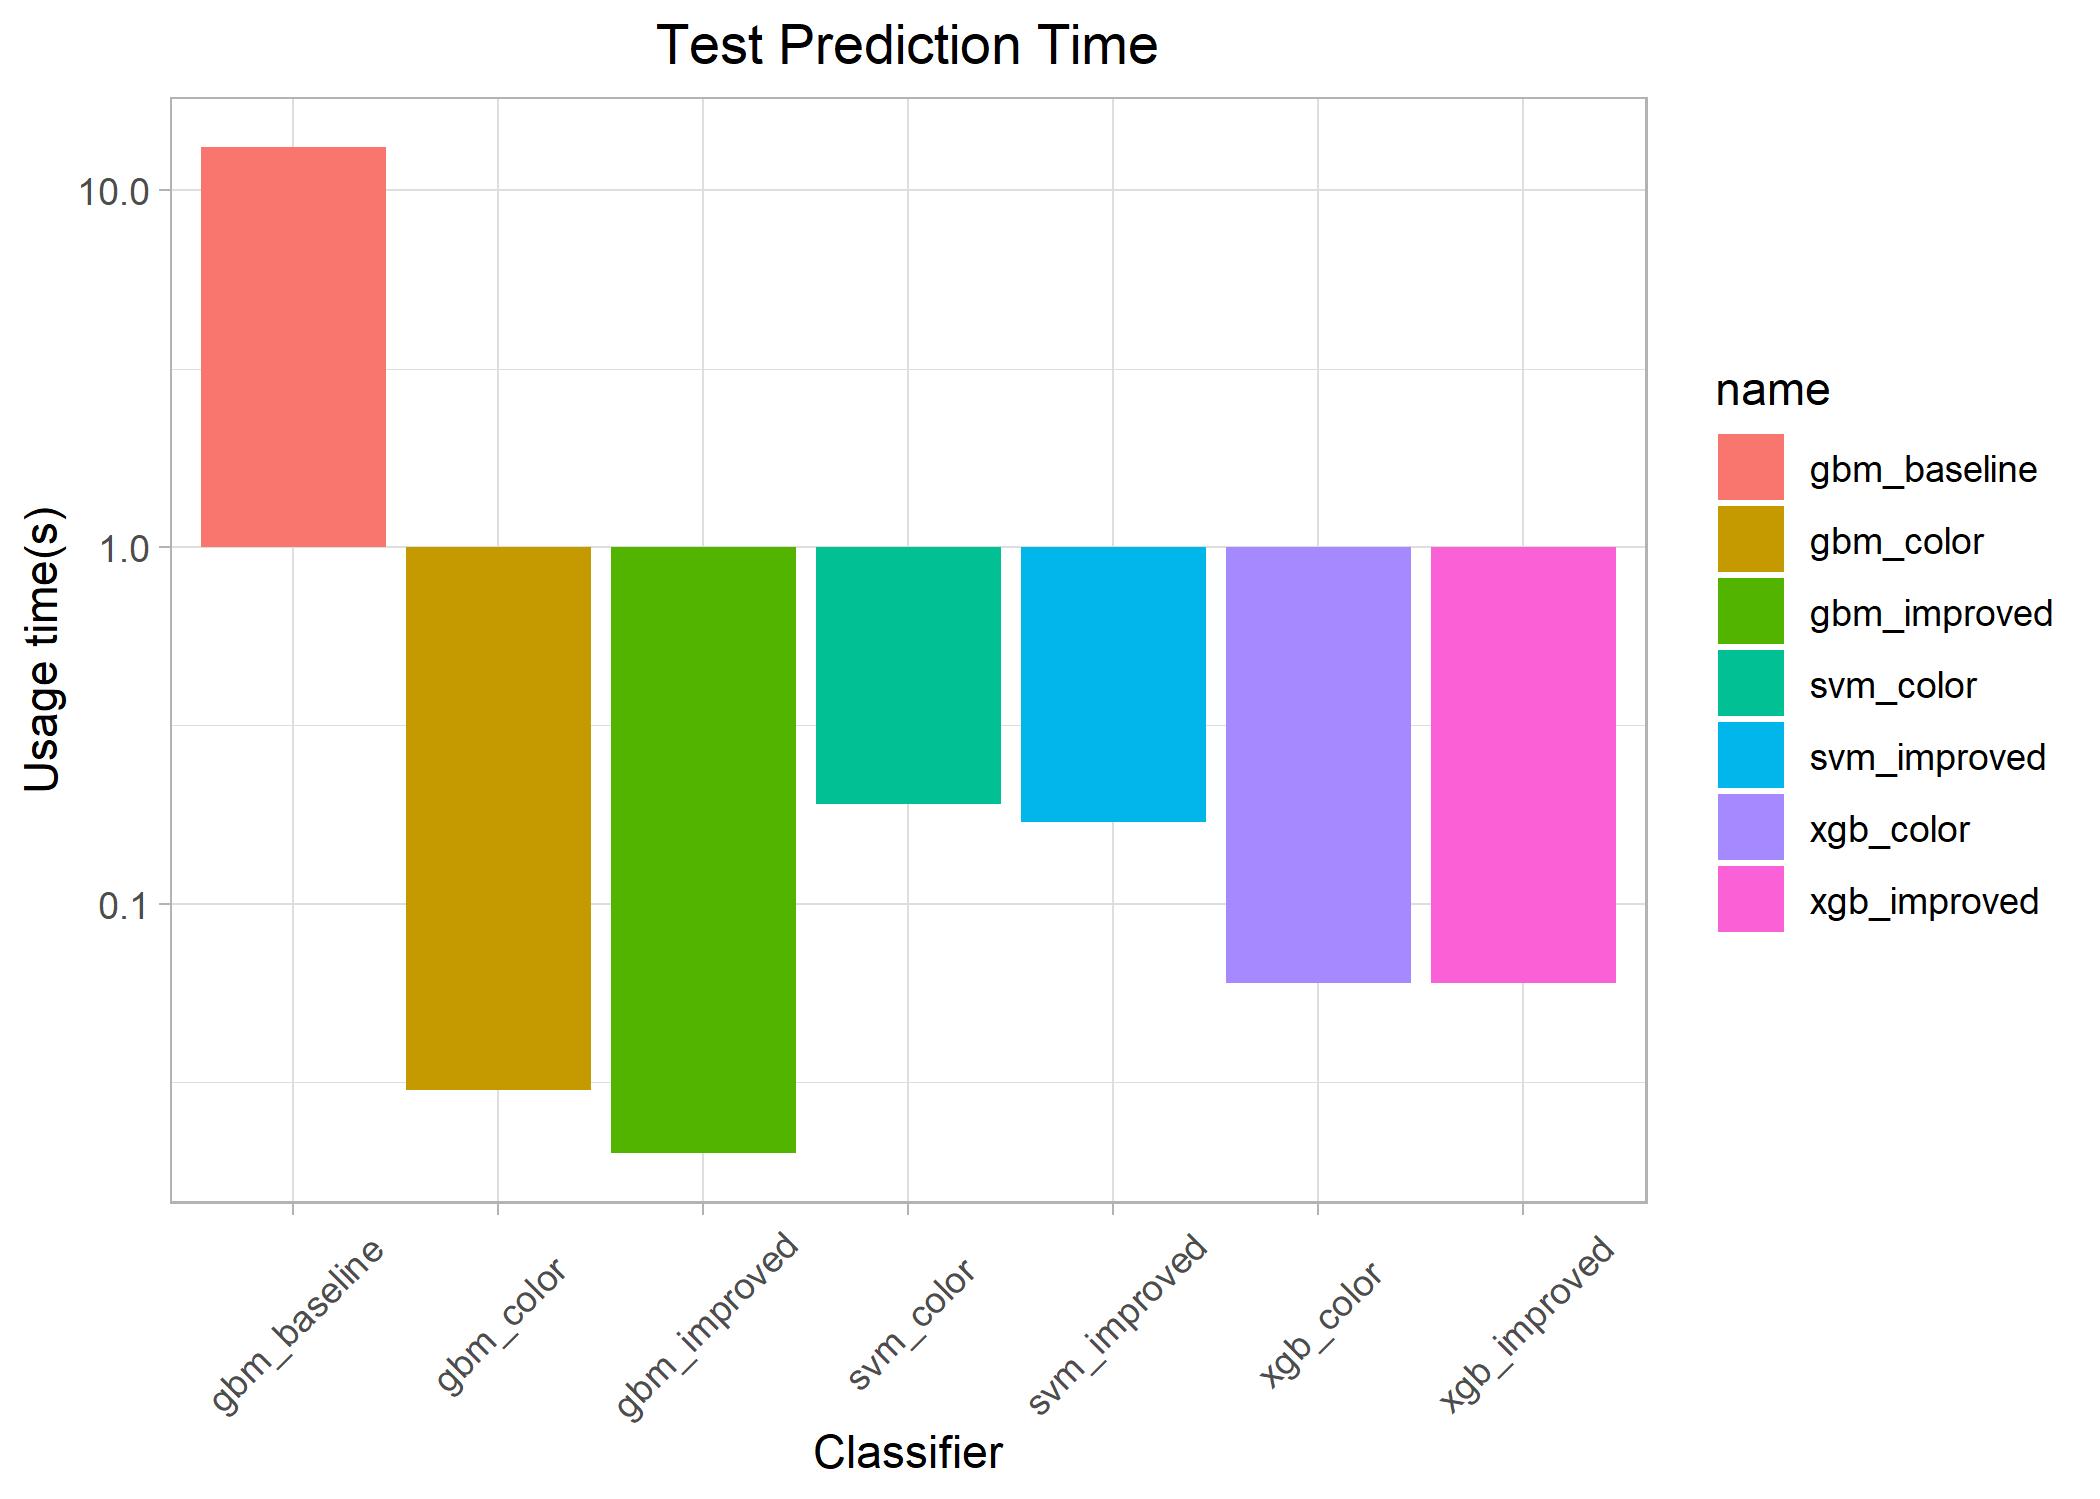 Test Prediction Time
Usage time(s)
10.0
1.0
0.1
gbm_baseline
gbm_color
gbm_improved
svm_color
svm_improved
xgb_color
xgb_improved
Classifier
name
gbm_baseline
gbm_color
gbm_improved
svm_color
svm_improved
xgb_color
xgb_improved